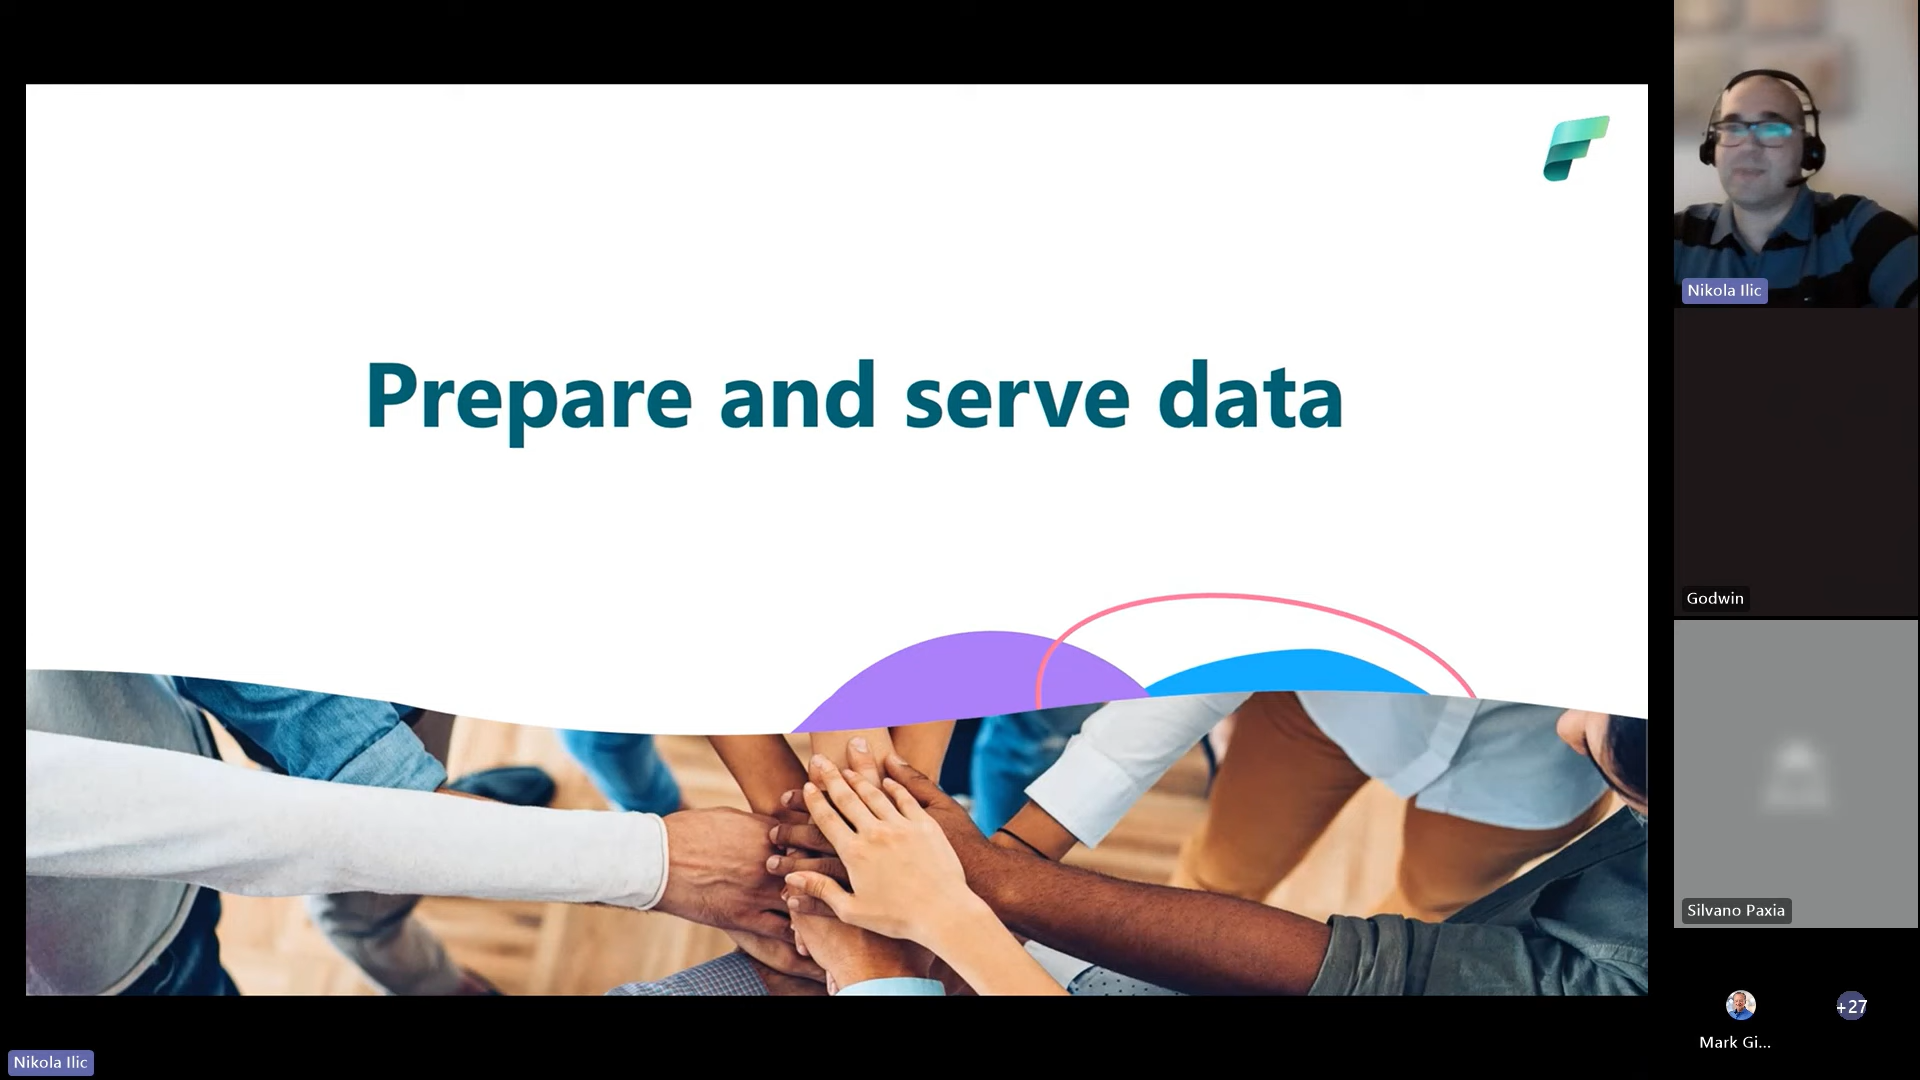 Prepare and serve data
Nikola Ilic
Godwin
Silvano Paxia
+27
Mark Gi...
Nikola Ilic